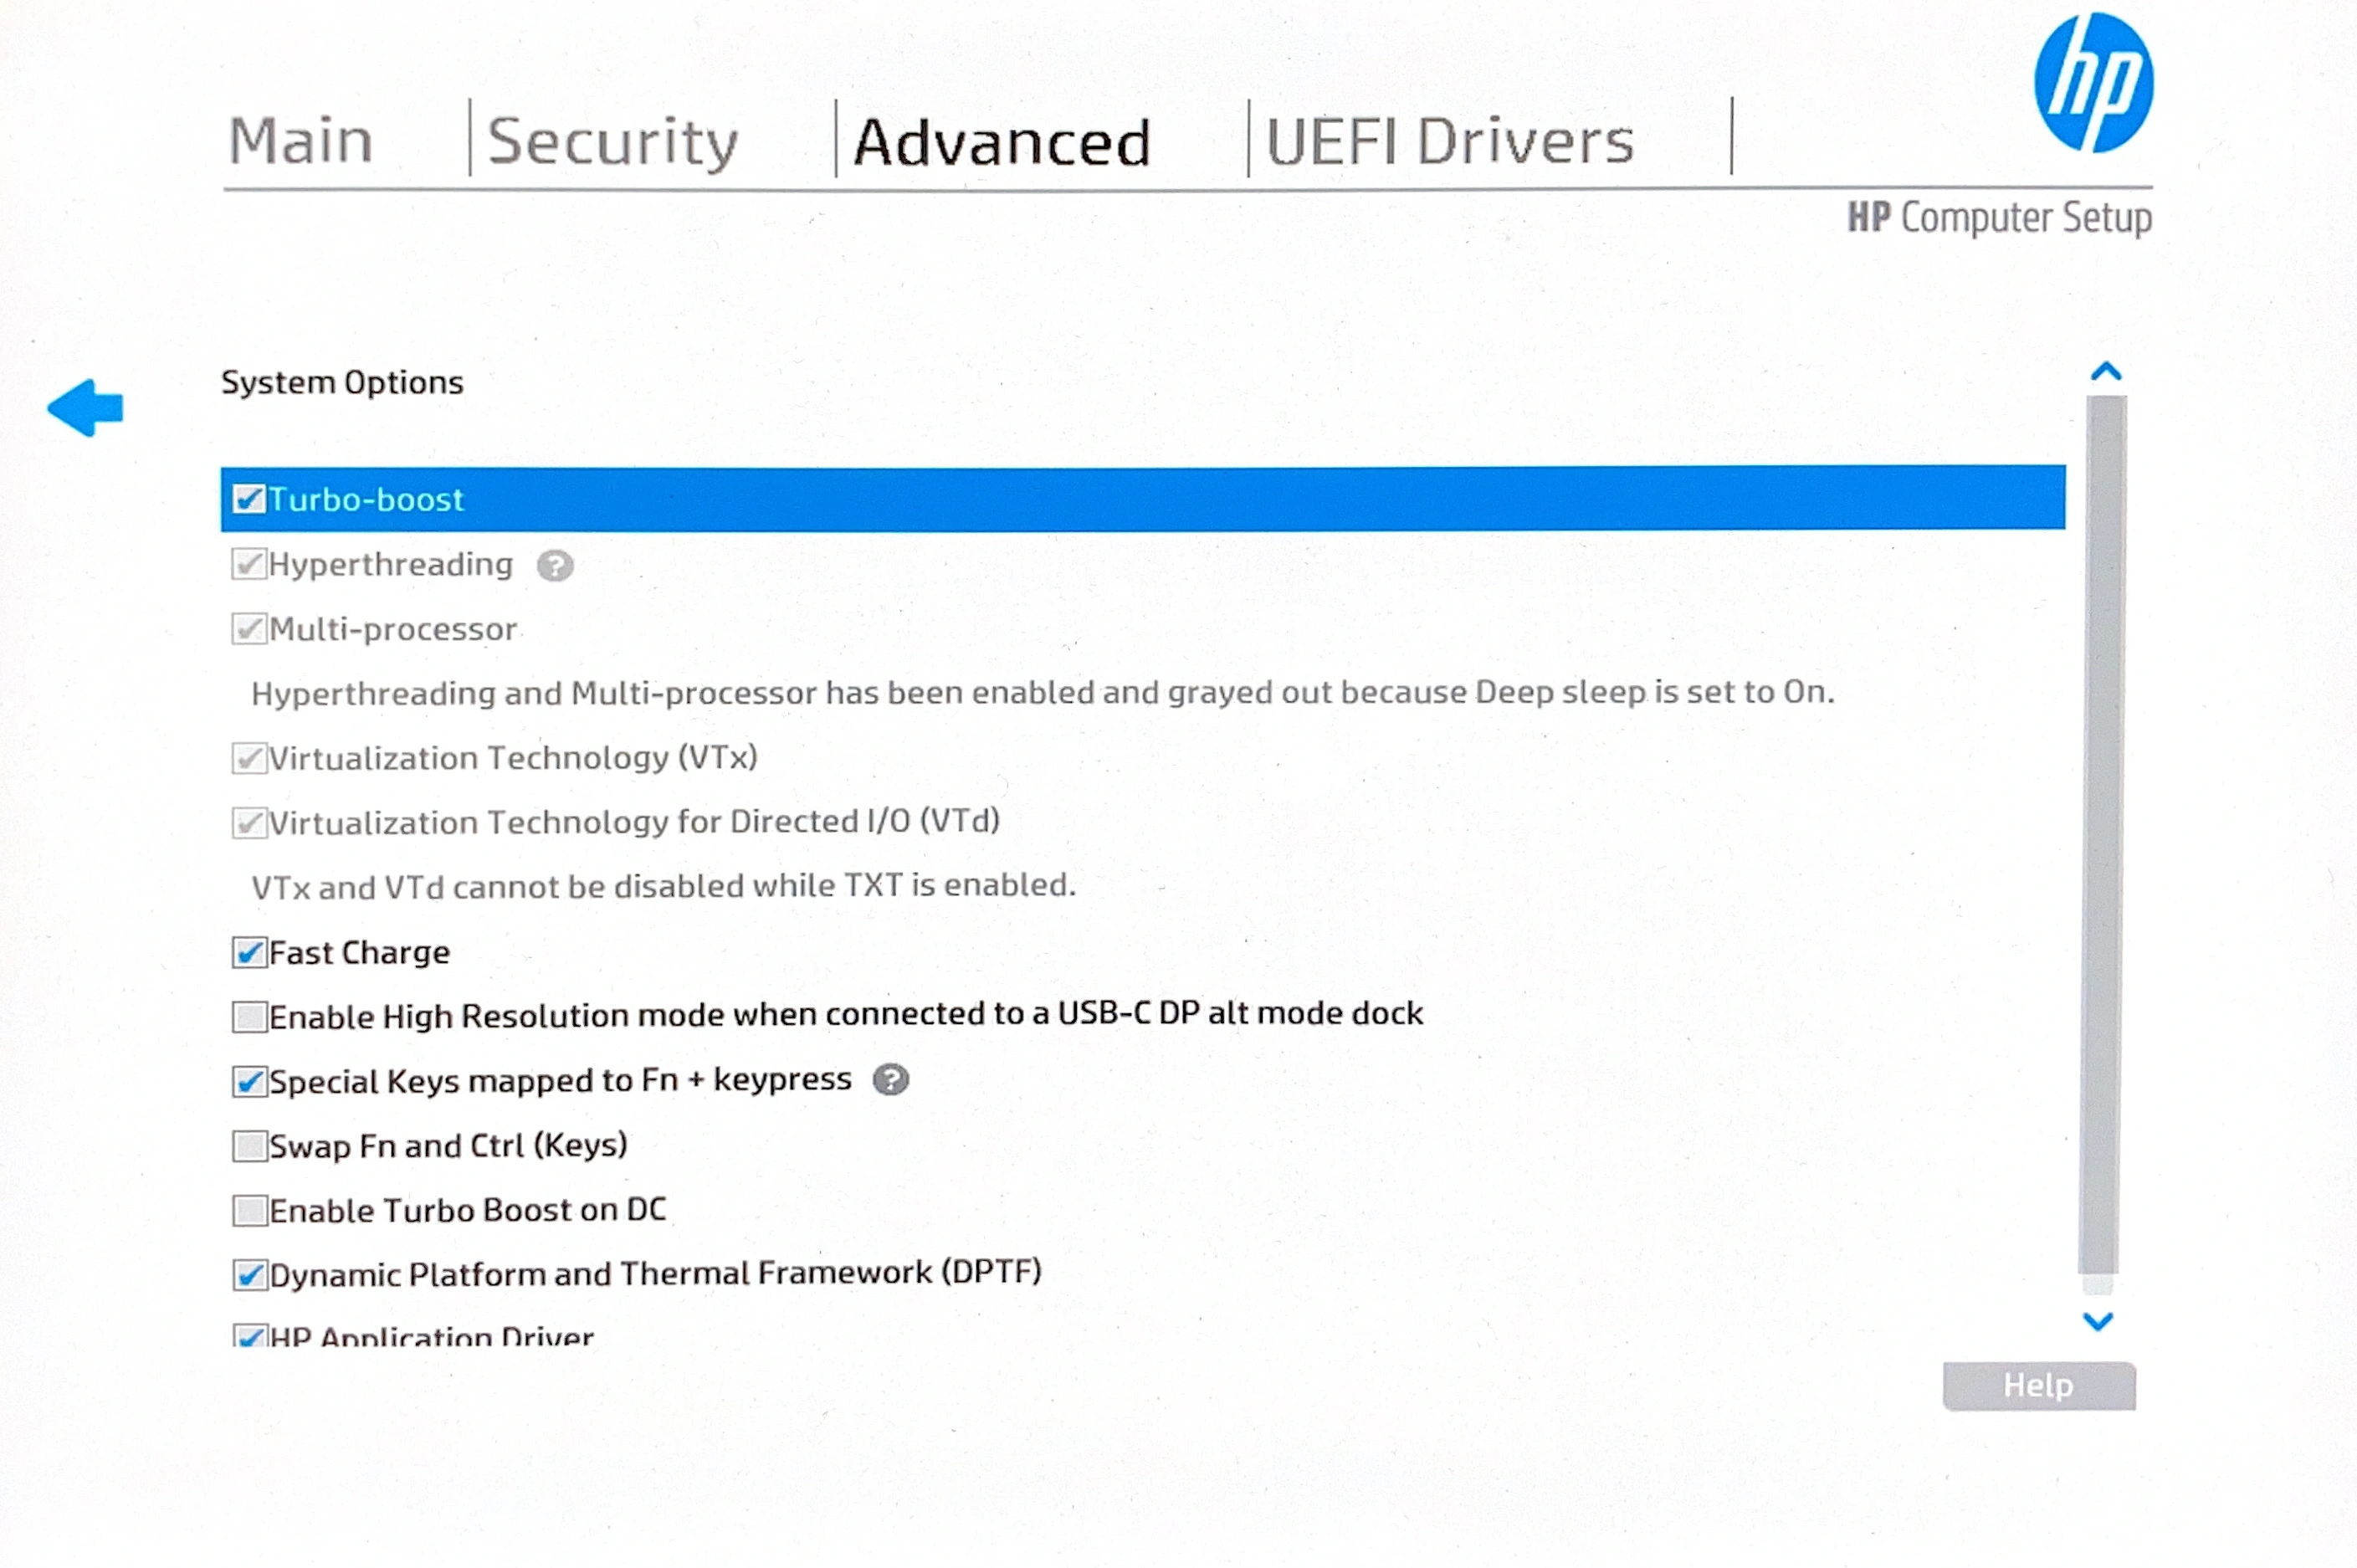 hp
Main
Security
Advanced
UEFI Drivers
HP Computer Setup
System Options
Turbo-boost
Hyperthreading ?
Multi-processor
Hyperthreading and Multi-processor has been enabled and grayed out because Deep sleep is set to On.
Virtualization Technology (VTx)
Virtualization Technology for Directed I/O (VTd)
VTx and VTd cannot be disabled while TXT is enabled.
Fast Charge
Enable High Resolution mode when connected to a USB-C DP alt mode dock
Special Keys mapped to Fn + keypress ?
Swap Fn and Ctrl (Keys)
Enable Turbo Boost on DC
Dynamic Platform and Thermal Framework (DPTF)
HP Application Driver
Help